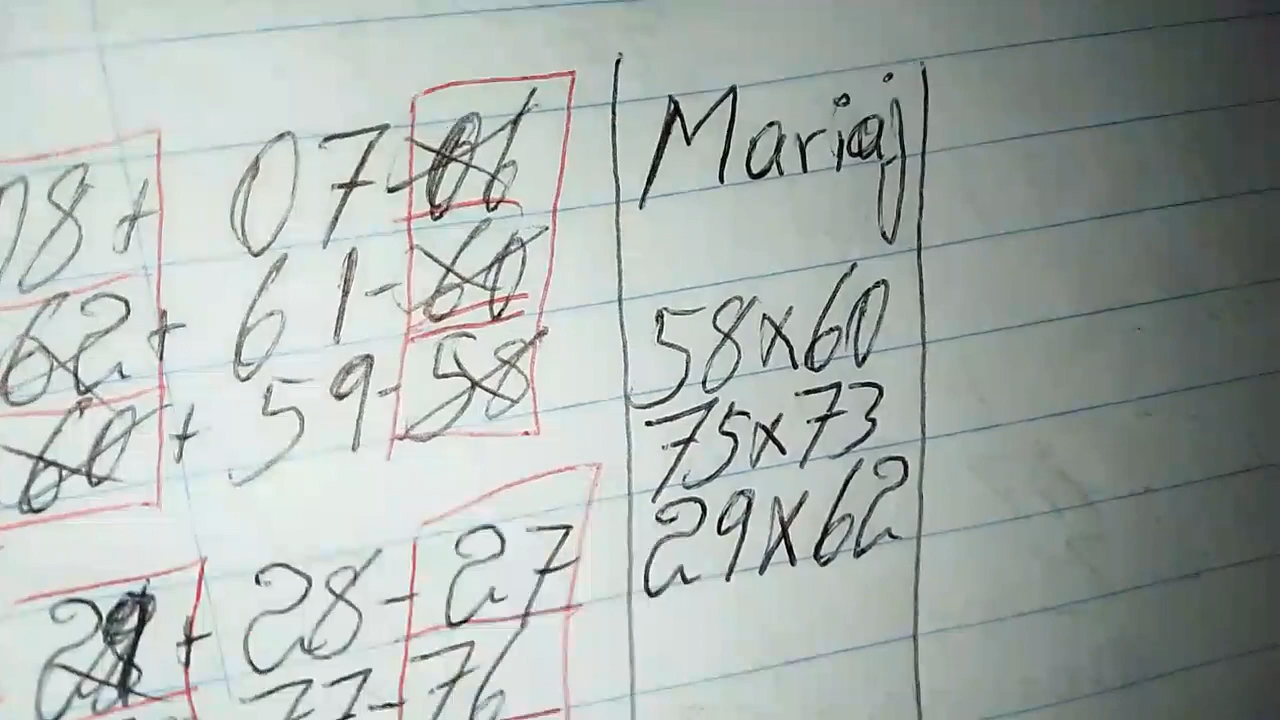 08+ 07-06
62+ 61-60
60+ 59-58
29+ 28-27
77-76
Mariaj
58x60
75x73
29x62